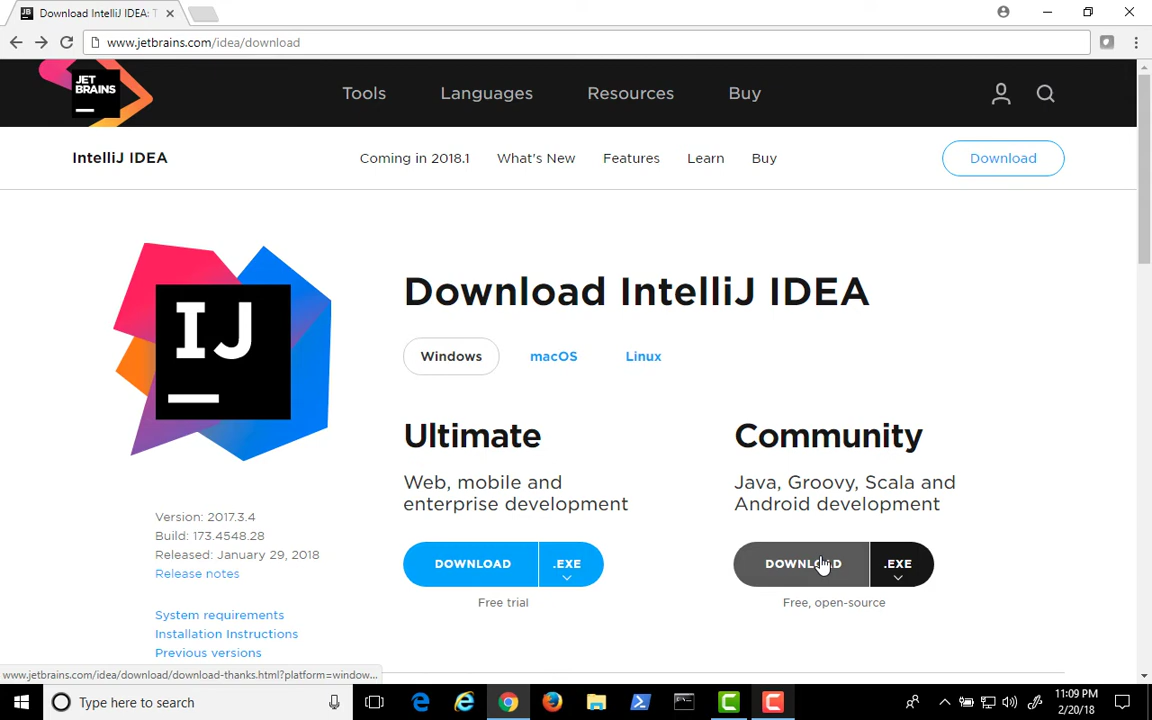 Download IntelliJ IDEA: T
www.jetbrains.com/idea/download
JET
BRAINS
Tools
Languages
Resources
Buy
IntelliJ IDEA
Coming in 2018.1
What's New
Features
Learn
Buy
Download
IJ
Download IntelliJ IDEA
Windows
macOS
Linux
Ultimate
Web, mobile and
enterprise development
DOWNLOAD
.EXE
Free trial
Community
Java, Groovy, Scala and
Android development
DOWNLOAD
.EXE
Free, open-source
Version: 2017.3.4
Build: 173.4548.28
Released: January 29, 2018
Release notes
System requirements
Installation Instructions
Previous versions
www.jetbrains.com/idea/download/download-thanks.html?platform=window...
Type here to search
11:09 PM
2/20/18